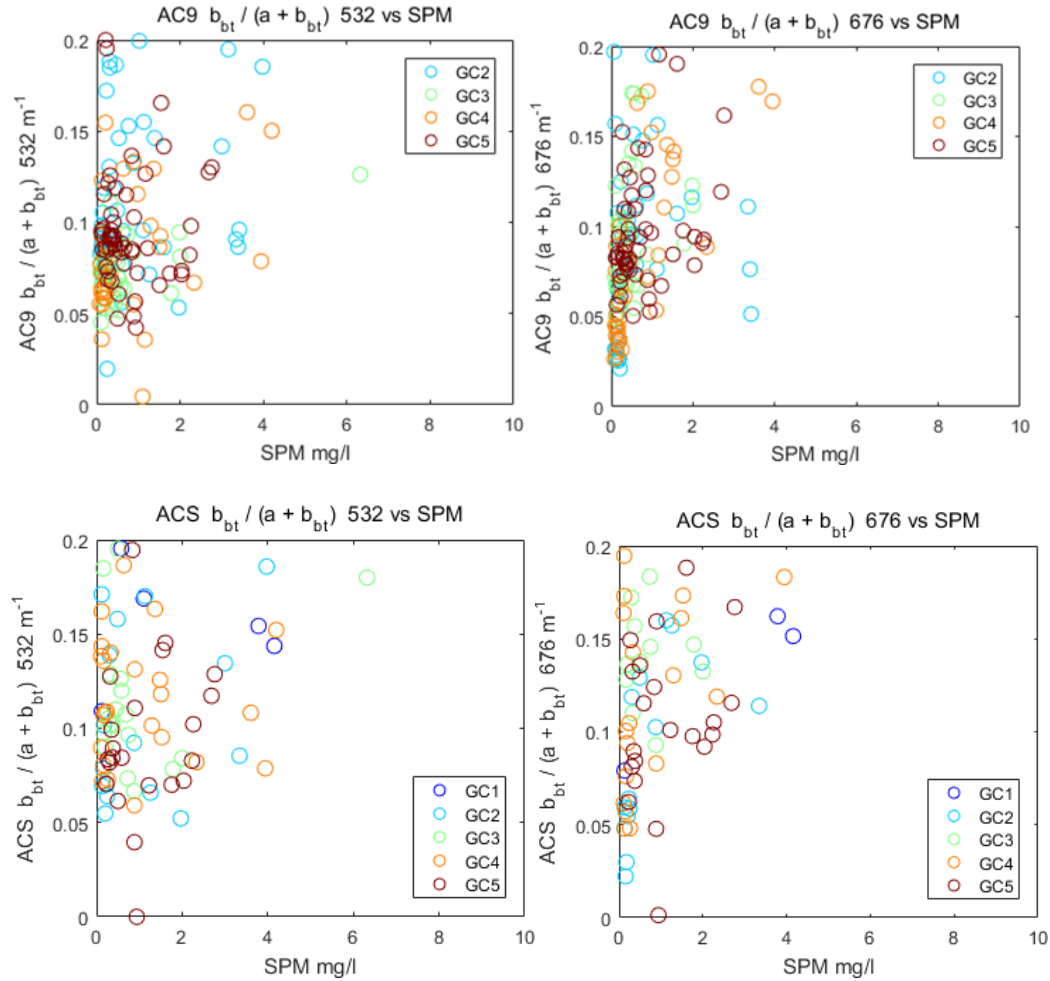 AC9 b_bt / (a + b_bt) 532 vs SPM
AC9 b_bt / (a + b_bt) 532 m⁻¹
0.2
0.15
0.1
0.05
0
0 2 4 6 8 10
SPM mg/l
GC2
GC3
GC4
GC5
AC9 b_bt / (a + b_bt) 676 vs SPM
AC9 b_bt / (a + b_bt) 676 m⁻¹
0.2
0.15
0.1
0.05
0
0 2 4 6 8 10
SPM mg/l
GC2
GC3
GC4
GC5
ACS b_bt / (a + b_bt) 532 vs SPM
ACS b_bt / (a + b_bt) 532 m⁻¹
0.2
0.15
0.1
0.05
0
0 2 4 6 8 10
SPM mg/l
GC1
GC2
GC3
GC4
GC5
ACS b_bt / (a + b_bt) 676 vs SPM
ACS b_bt / (a + b_bt) 676 m⁻¹
0.2
0.15
0.1
0.05
0
0 2 4 6 8 10
SPM mg/l
GC1
GC2
GC3
GC4
GC5